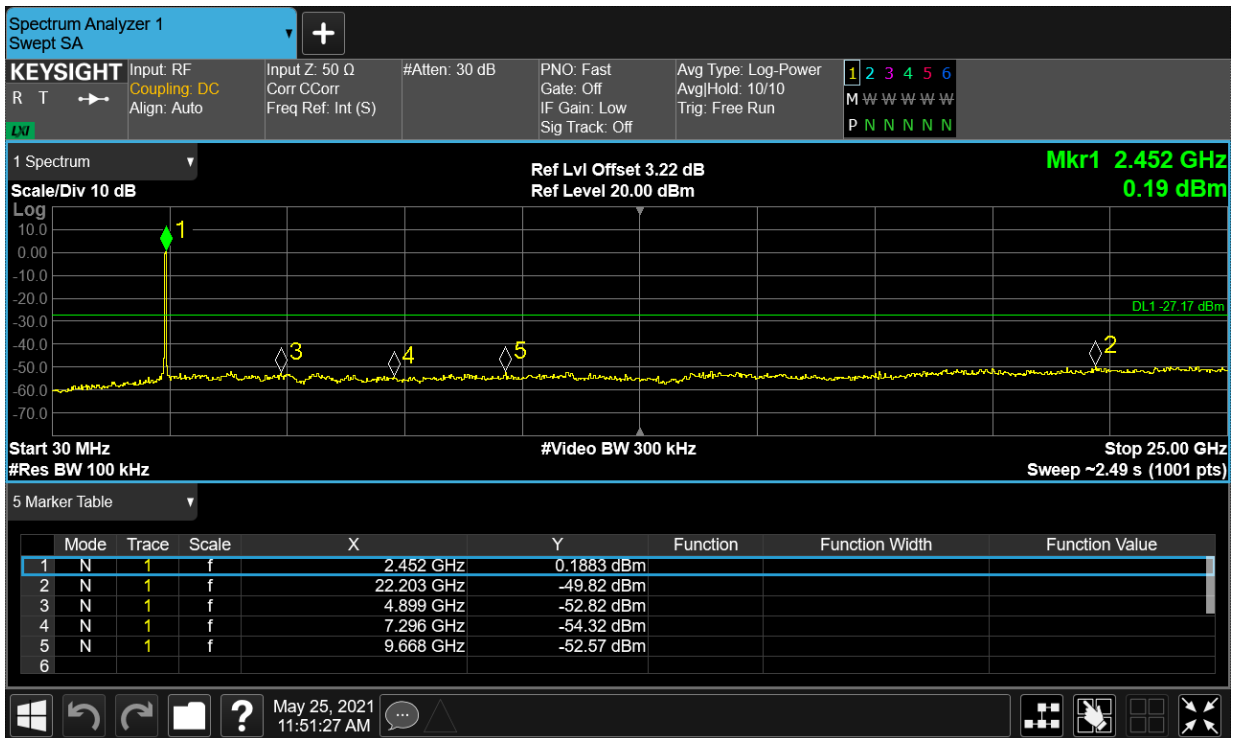 Spectrum Analyzer 1
Swept SA
+
KEYSIGHT
R T
LXI
Input: RF
Coupling: DC
Align: Auto
Input Z: 50 Ω
Corr CCorr
Freq Ref: Int (S)
#Atten: 30 dB
PNO: Fast
Gate: Off
IF Gain: Low
Sig Track: Off
Avg Type: Log-Power
Avg|Hold: 10/10
Trig: Free Run
1 2 3 4 5 6
M W W W W W
P N N N N N
1 Spectrum
Scale/Div 10 dB
Ref Lvl Offset 3.22 dB
Ref Level 20.00 dBm
Mkr1 2.452 GHz
0.19 dBm
Log
10.0
0.00
-10.0
-20.0
-30.0
-40.0
-50.0
-60.0
-70.0
1
3
4
5
2
DL1 -27.17 dBm
Start 30 MHz
#Video BW 300 kHz
Stop 25.00 GHz
#Res BW 100 kHz
Sweep ~2.49 s (1001 pts)
5 Marker Table
Mode Trace Scale X Y Function Function Width Function Value
1 N 1 f 2.452 GHz 0.1883 dBm
2 N 1 f 22.203 GHz -49.82 dBm
3 N 1 f 4.899 GHz -52.82 dBm
4 N 1 f 7.296 GHz -54.32 dBm
5 N 1 f 9.668 GHz -52.57 dBm
6
?
May 25, 2021
11:51:27 AM